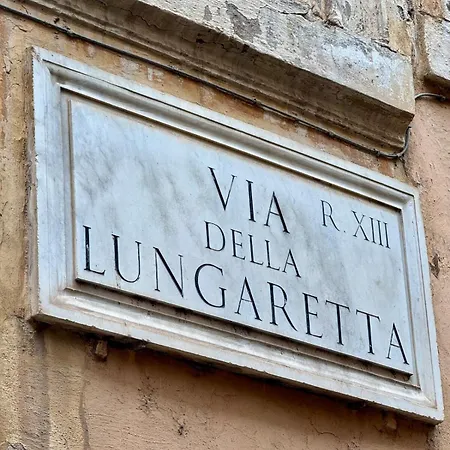 VIA R. XIII
DELLA
LUNGARETTA